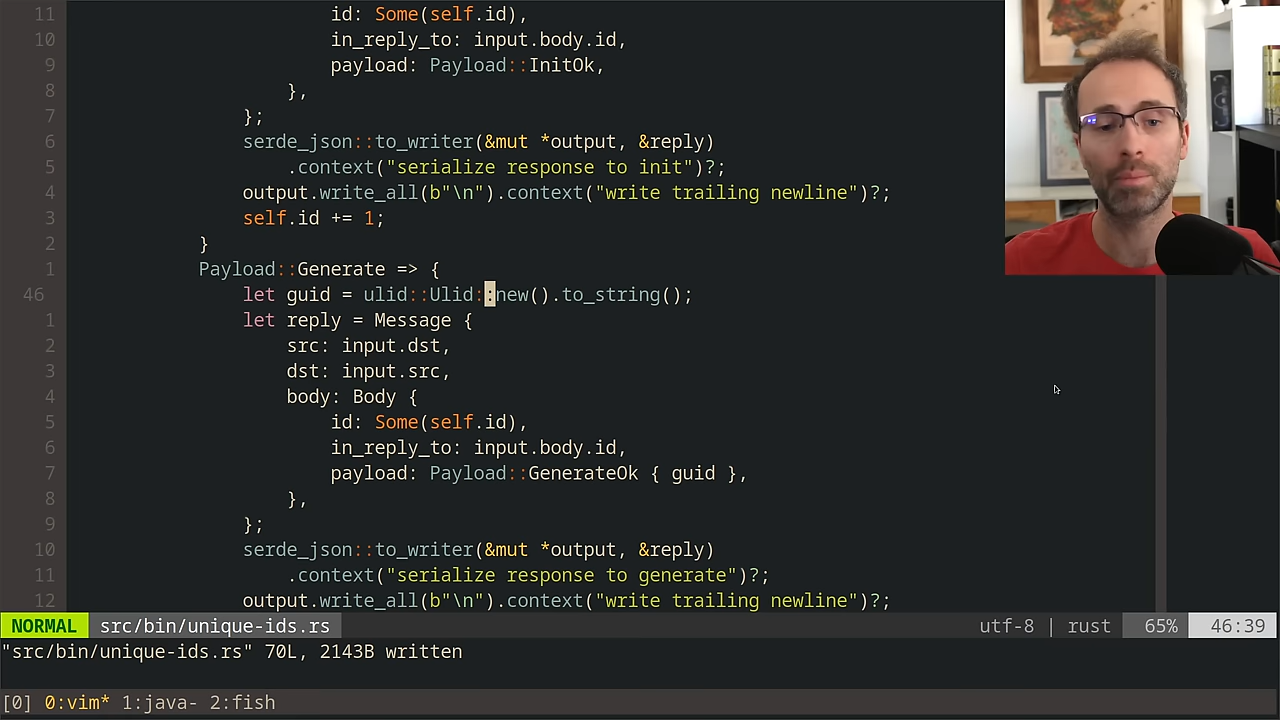 11                         id: Some(self.id),
10                         in_reply_to: input.body.id,
9                         payload: Payload::InitOk,
8                     },
7                 };
6                 serde_json::to_writer(&mut *output, &reply)
5                     .context("serialize response to init")?;
4                 output.write_all(b"\n").context("write trailing newline")?;
3                 self.id += 1;
2             }
1             Payload::Generate => {
46                 let guid = ulid::Ulid::new().to_string();
1                 let reply = Message {
2                     src: input.dst,
3                     dst: input.src,
4                     body: Body {
5                         id: Some(self.id),
6                         in_reply_to: input.body.id,
7                         payload: Payload::GenerateOk { guid },
8                     },
9                 };
10                 serde_json::to_writer(&mut *output, &reply)
11                     .context("serialize response to generate")?;
12                 output.write_all(b"\n").context("write trailing newline")?;
NORMAL src/bin/unique-ids.rs utf-8 | rust 65% 46:39
"src/bin/unique-ids.rs" 70L, 2143B written
[0] 0:vim* 1:java- 2:fish